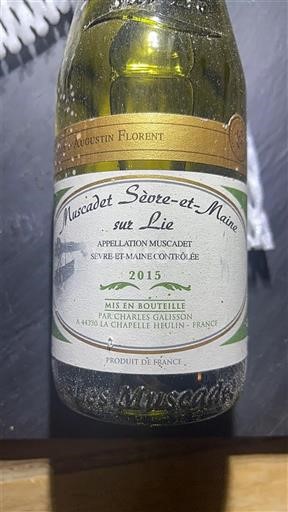 Augustin Florent
Muscadet Sèvre-et-Maine
sur Lie
APPELLATION MUSCADET
SÈVRE-ET-MAINE CONTRÔLÉE
2015
MIS EN BOUTEILLE
PAR CHARLES GALISSON
A 44330 LA CHAPELLE HEULIN - FRANCE
PRODUIT DE FRANCE
Muscade